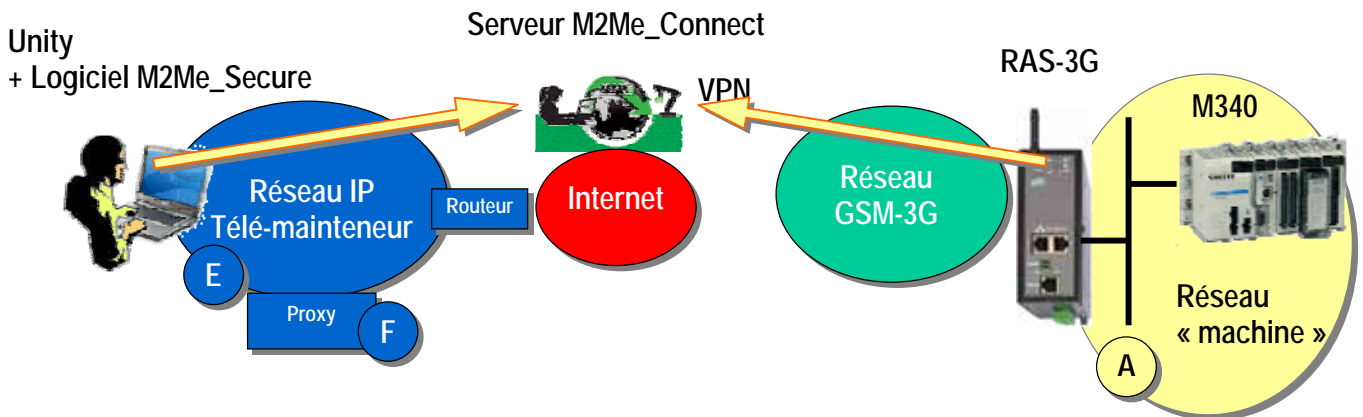 Serveur M2Me_Connect
Unity
+ Logiciel M2Me_Secure
RAS-3G
VPN
M340
Réseau IP
Télé-mainteneur
Routeur
Internet
Réseau
GSM-3G
E
Proxy
F
Réseau
« machine »
A